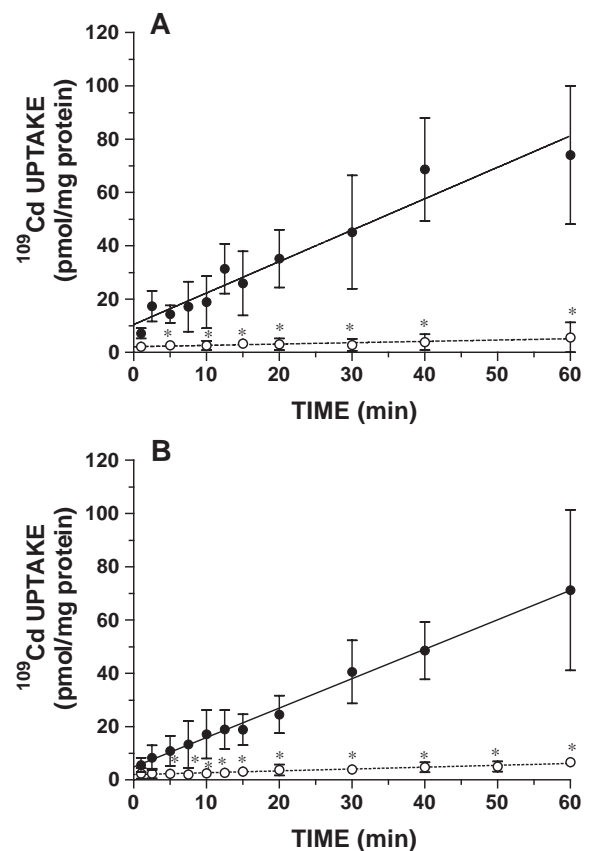 A
120
100
80
60
40
20
0
¹⁰⁹Cd UPTAKE
(pmol/mg protein)
* * * * * * *
0 10 20 30 40 50 60
TIME (min)
B
120
100
80
60
40
20
0
¹⁰⁹Cd UPTAKE
(pmol/mg protein)
* * * * * * * * * *
0 10 20 30 40 50 60
TIME (min)